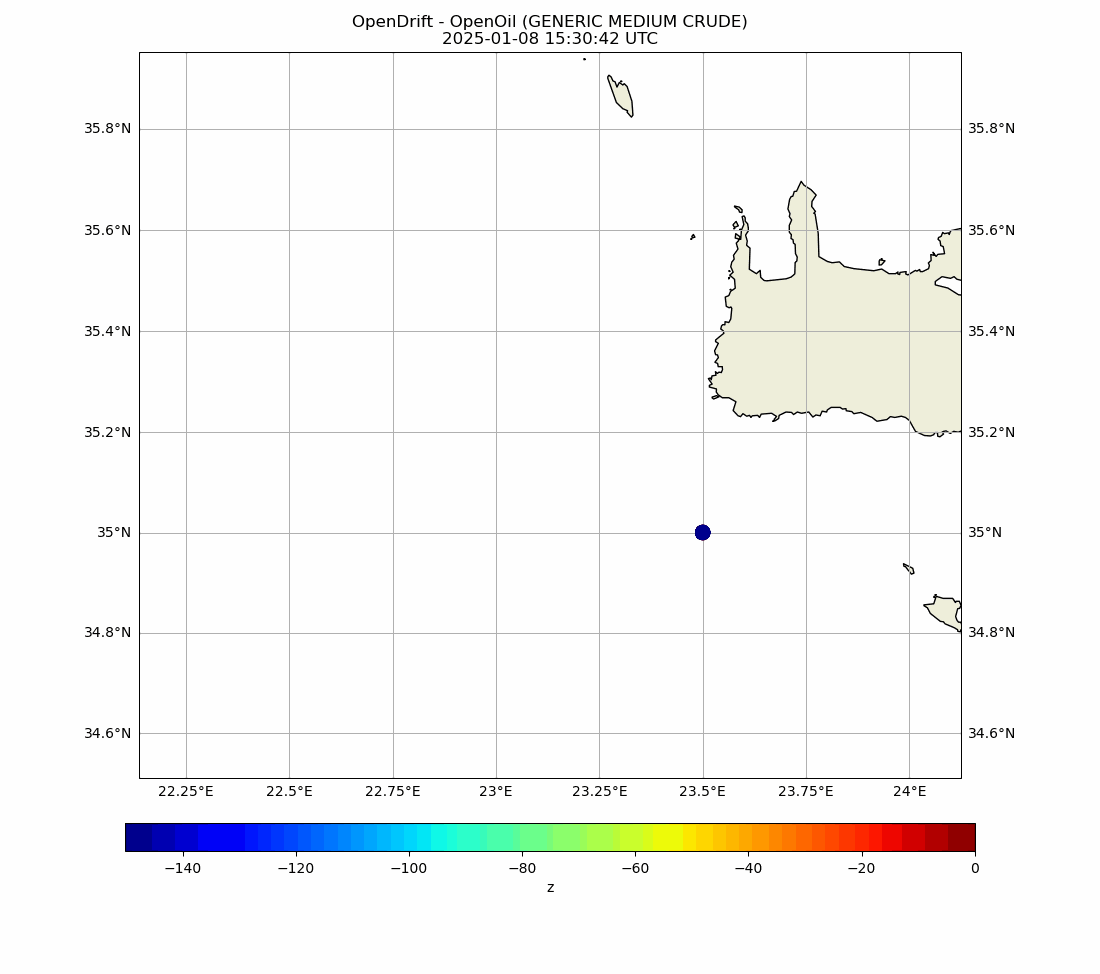 OpenDrift - OpenOil (GENERIC MEDIUM CRUDE)
2025-01-08 15:30:42 UTC
35.8°N 35.8°N
35.6°N 35.6°N
35.4°N 35.4°N
35.2°N 35.2°N
35°N 35°N
34.8°N 34.8°N
34.6°N 34.6°N
22.25°E 22.5°E 22.75°E 23°E 23.25°E 23.5°E 23.75°E 24°E
−140 −120 −100 −80 −60 −40 −20 0
z